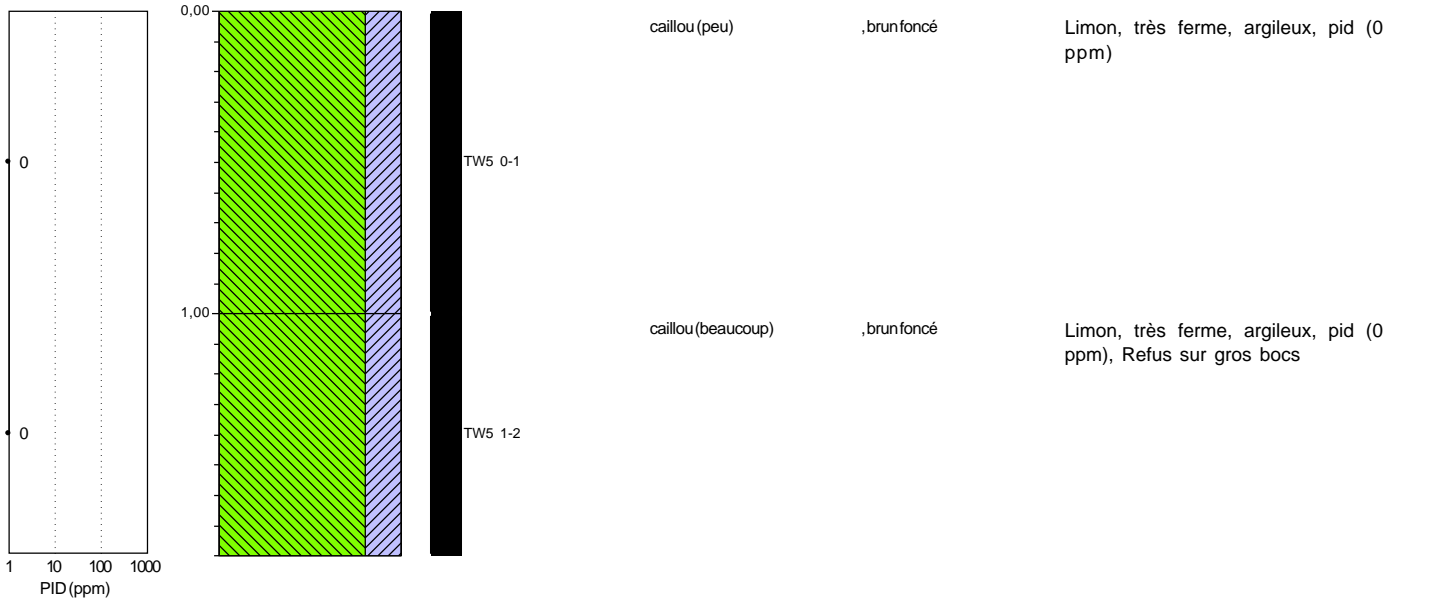 0,00
caillou (peu)
, brun foncé
Limon, très ferme, argileux, pid (0
ppm)
0
TW5 0-1
1,00
caillou (beaucoup)
, brun foncé
Limon, très ferme, argileux, pid (0
ppm), Refus sur gros bocs
0
TW5 1-2
1 10 100 1000
PID (ppm)